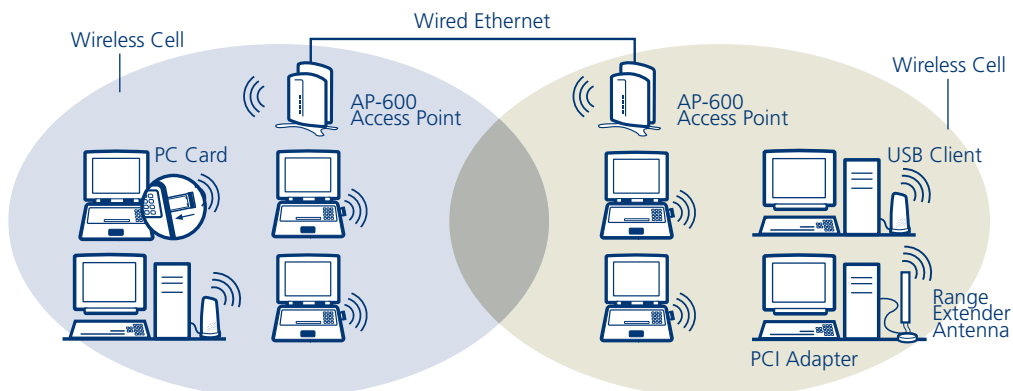 Wired Ethernet
Wireless Cell
Wireless Cell
AP-600
Access Point
AP-600
Access Point
PC Card
USB Client
Range
Extender
Antenna
PCI Adapter